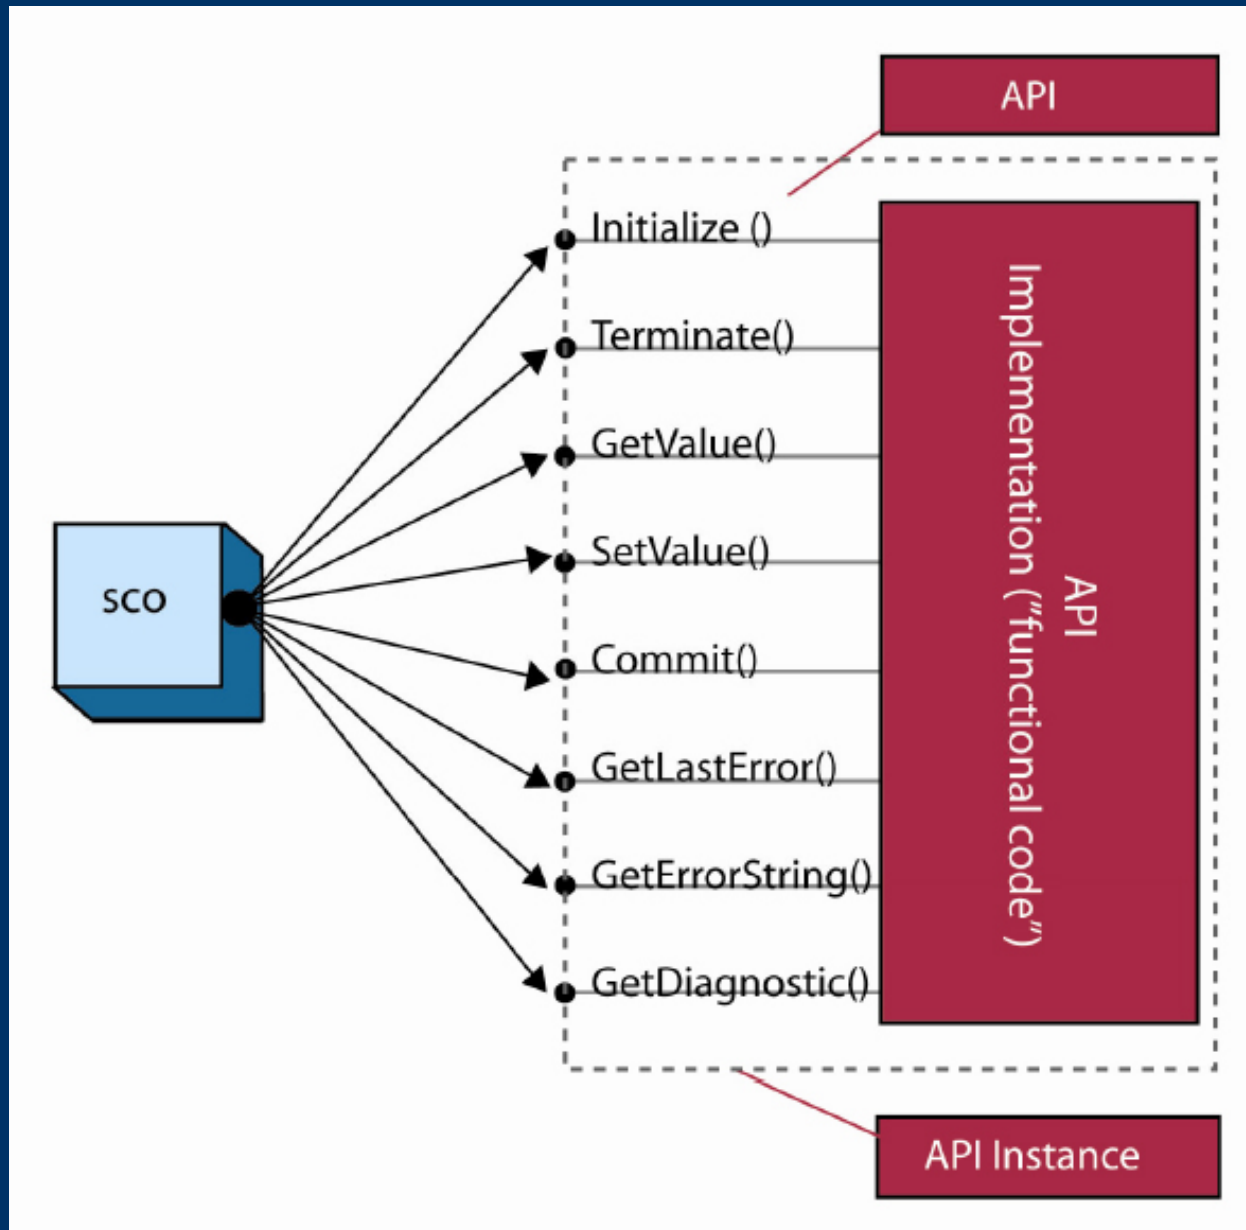 API
Initialize ()
Terminate()
GetValue()
SetValue()
Commit()
GetLastError()
GetErrorString()
GetDiagnostic()
SCO
API
Implementation ("functional code")
API Instance